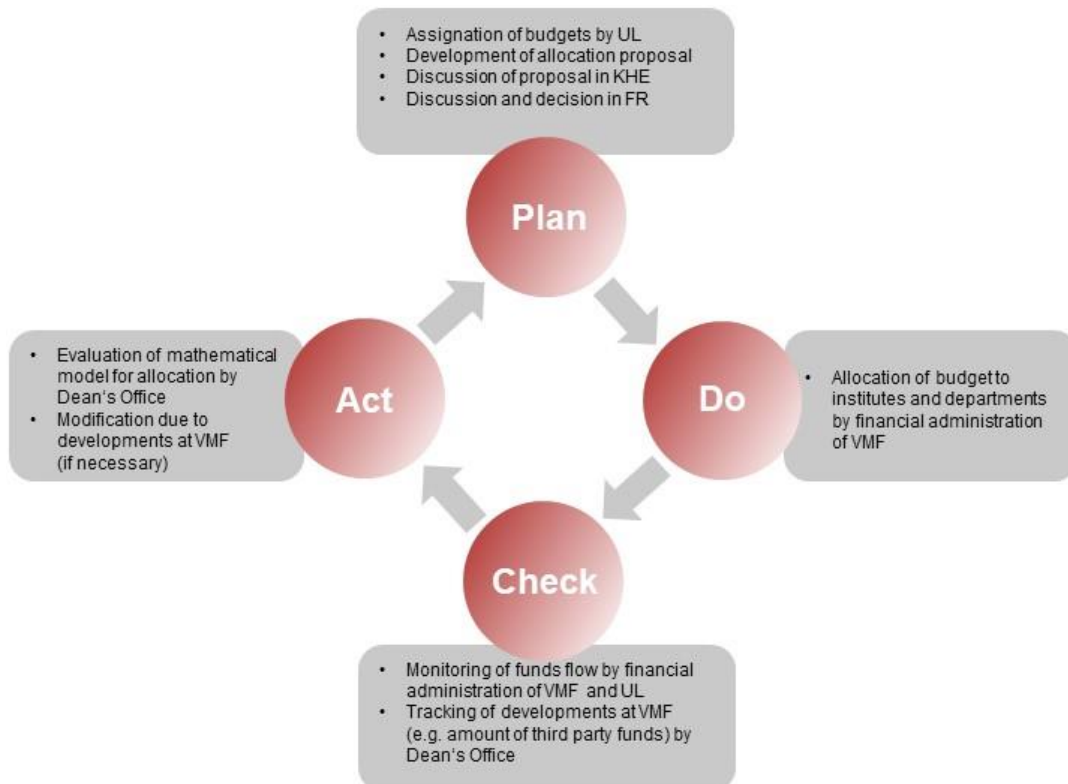 • Assignation of budgets by UL
• Development of allocation proposal
• Discussion of proposal in KHE
• Discussion and decision in FR
Plan
• Evaluation of mathematical
model for allocation by
Dean's Office
• Modification due to
developments at VMF
(if necessary)
Act
Do
• Allocation of budget to
institutes and departments
by financial administration
of VMF
Check
• Monitoring of funds flow by financial
administration of VMF and UL
• Tracking of developments at VMF
(e.g. amount of third party funds) by
Dean's Office